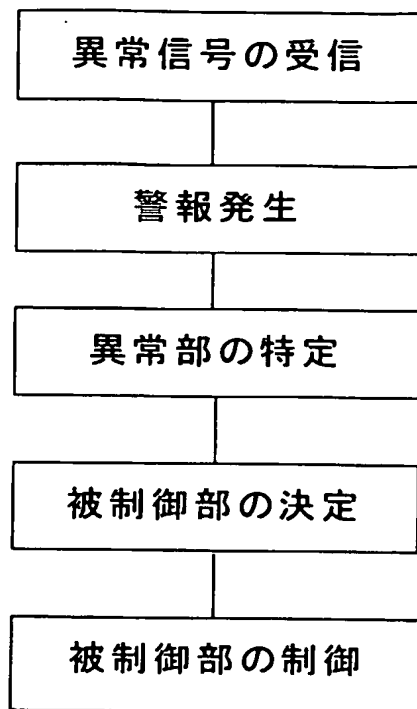 異常信号の受信
警報発生
異常部の特定
被制御部の決定
被制御部の制御